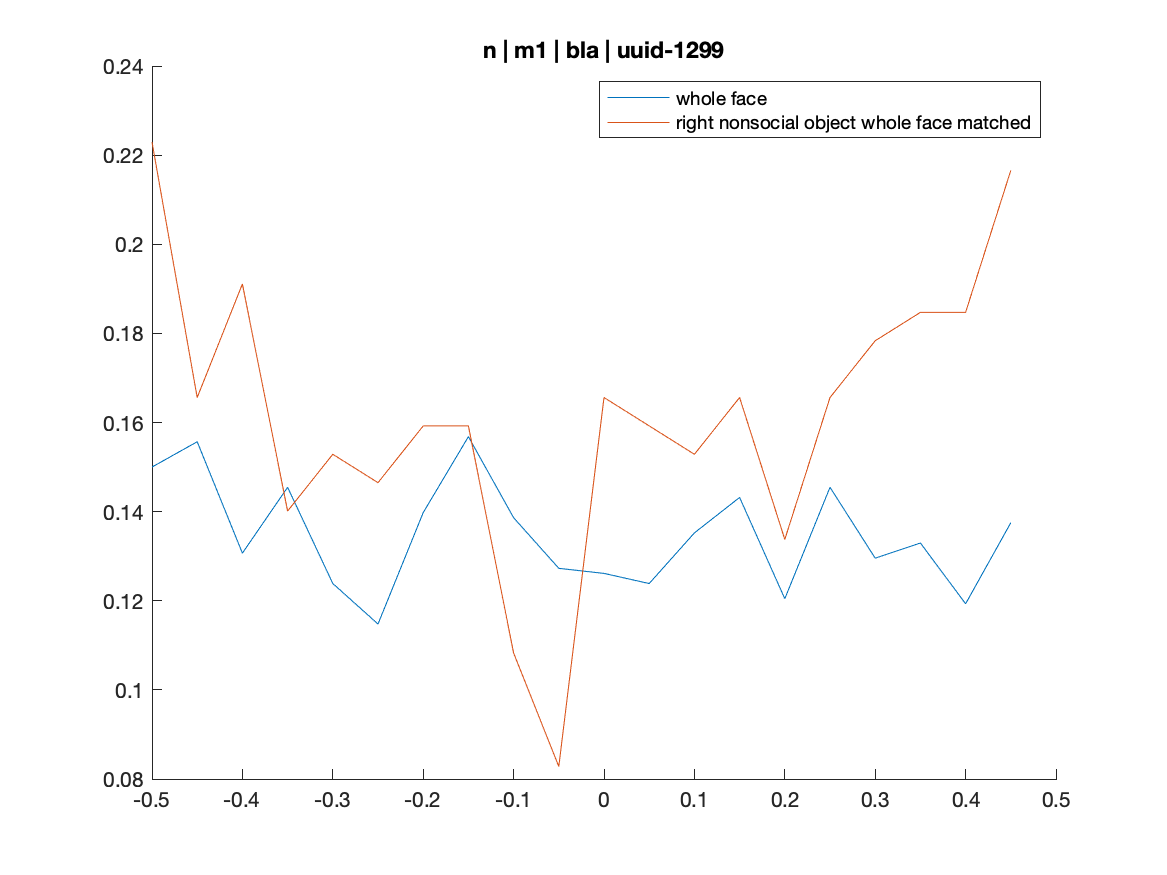 n | m1 | bla | uuid-1299
whole face
right nonsocial object whole face matched
0.24
0.22
0.2
0.18
0.16
0.14
0.12
0.1
0.08
-0.5 -0.4 -0.3 -0.2 -0.1 0 0.1 0.2 0.3 0.4 0.5